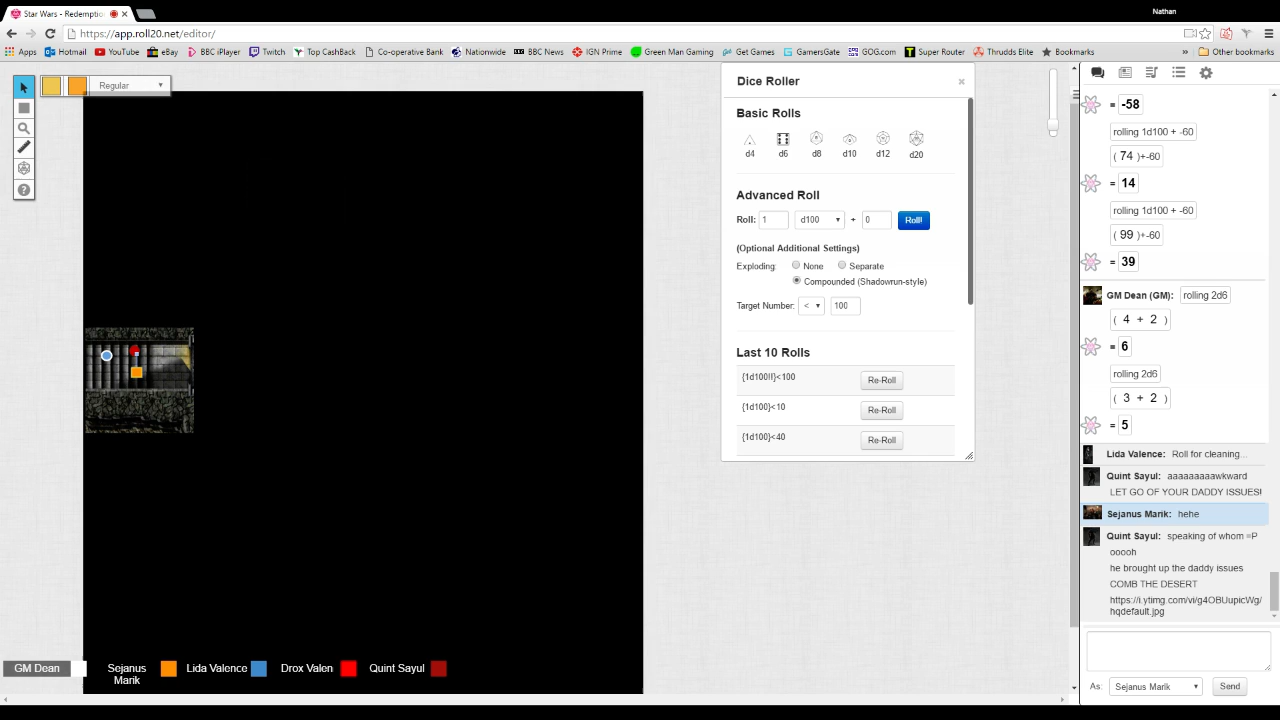 Nathan
Star Wars - Redemptio
https://app.roll20.net/editor/
Apps Hotmail YouTube eBay BBC iPlayer Twitch Top CashBack Co-operative Bank Nationwide BBC News IGN Prime Green Man Gaming Get Games GamersGate GOG.com Super Router Thrudds Elite Bookmarks » Other bookmarks
Regular
Dice Roller
Basic Rolls
d4 d6 d8 d10 d12 d20
Advanced Roll
Roll: 1 d100 + 0 Roll!
(Optional Additional Settings)
Exploding: None Separate
Compounded (Shadowrun-style)
Target Number: < 100
Last 10 Rolls
{1d100!!}<100 Re-Roll
{1d100}<10 Re-Roll
{1d100}<40 Re-Roll
= -58
rolling 1d100 + -60
( 74 )+-60
= 14
rolling 1d100 + -60
( 99 )+-60
= 39
GM Dean (GM): rolling 2d6
( 4 + 2 )
= 6
rolling 2d6
( 3 + 2 )
= 5
Lida Valence: Roll for cleaning...
Quint Sayul: aaaaaaaawkward
LET GO OF YOUR DADDY ISSUES!
Sejanus Marik: hehe
Quint Sayul: speaking of whom =P
ooooh
he brought up the daddy issues
COMB THE DESERT
https://i.ytimg.com/vi/g4OBUupicWg/
hqdefault.jpg
As: Sejanus Marik Send
GM Dean
Sejanus
Marik
Lida Valence
Drox Valen
Quint Sayul